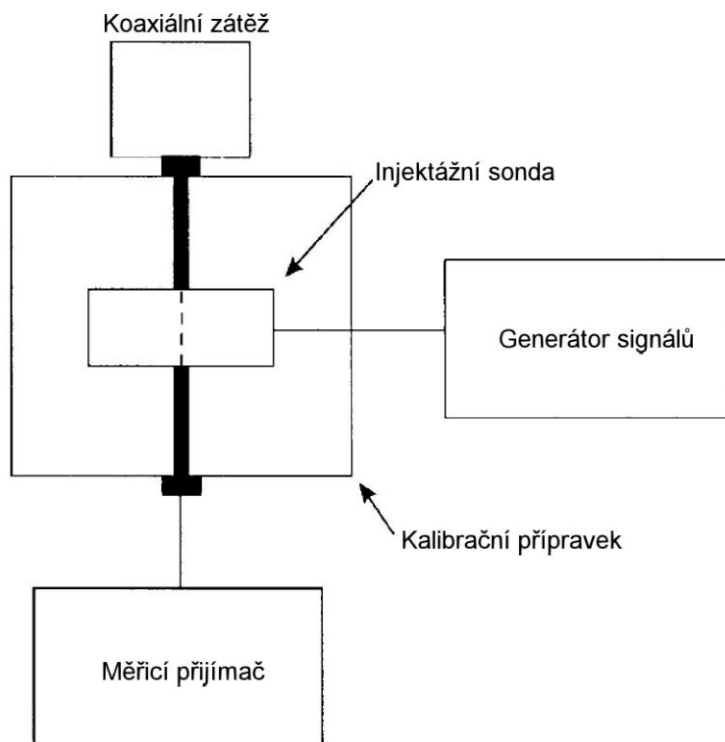 Koaxiální zátěž
Injektážní sonda
Generátor signálů
Kalibrační přípravek
Měřicí přijímač